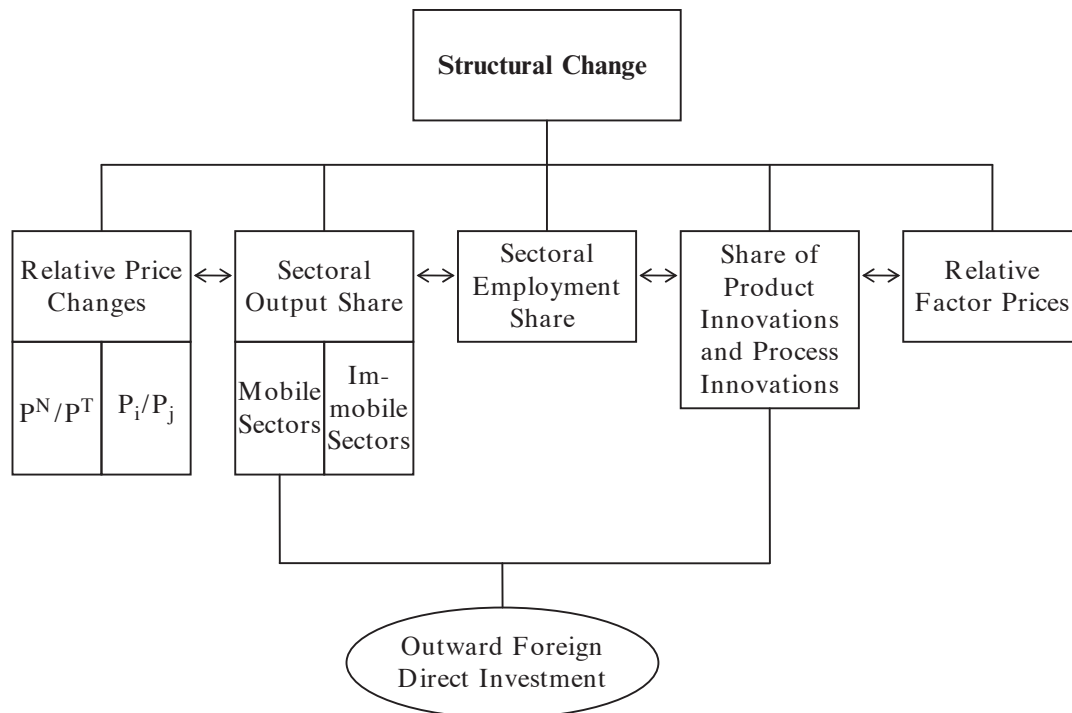 Structural Change
Relative Price
Changes
Sectoral
Output Share
Sectoral
Employment
Share
Share of
Product
Innovations
and Process
Innovations
Relative
Factor Prices
P^N/P^T
P_i/P_j
Mobile
Sectors
Im-
mobile
Sectors
Outward Foreign
Direct Investment